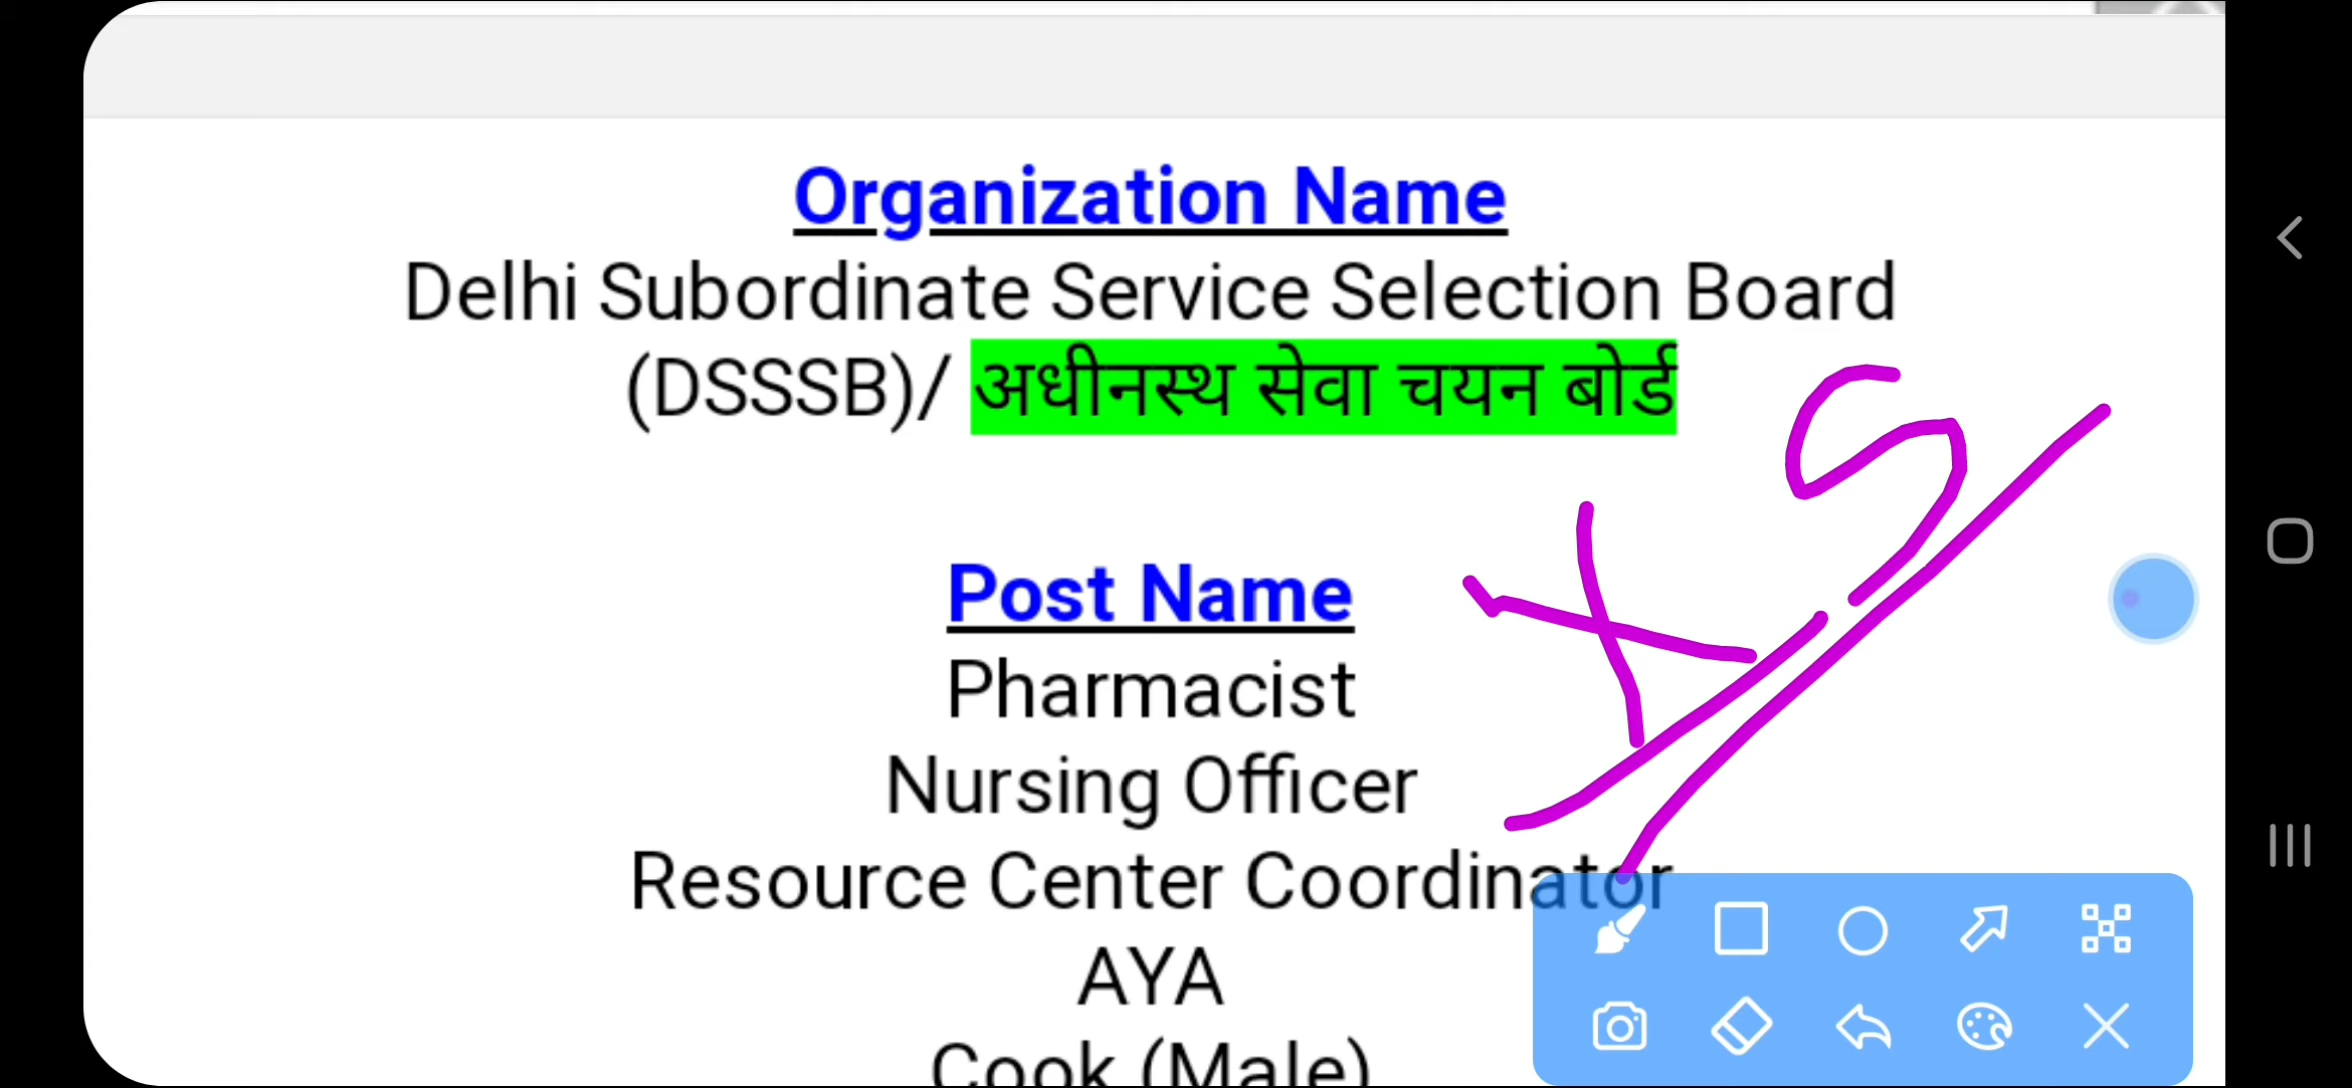 Organization Name
Delhi Subordinate Service Selection Board
(DSSSB)/ अधीनस्थ सेवा चयन बोर्ड
Post Name
Pharmacist
Nursing Officer
Resource Center Coordinator
AYA
Cook (Male)